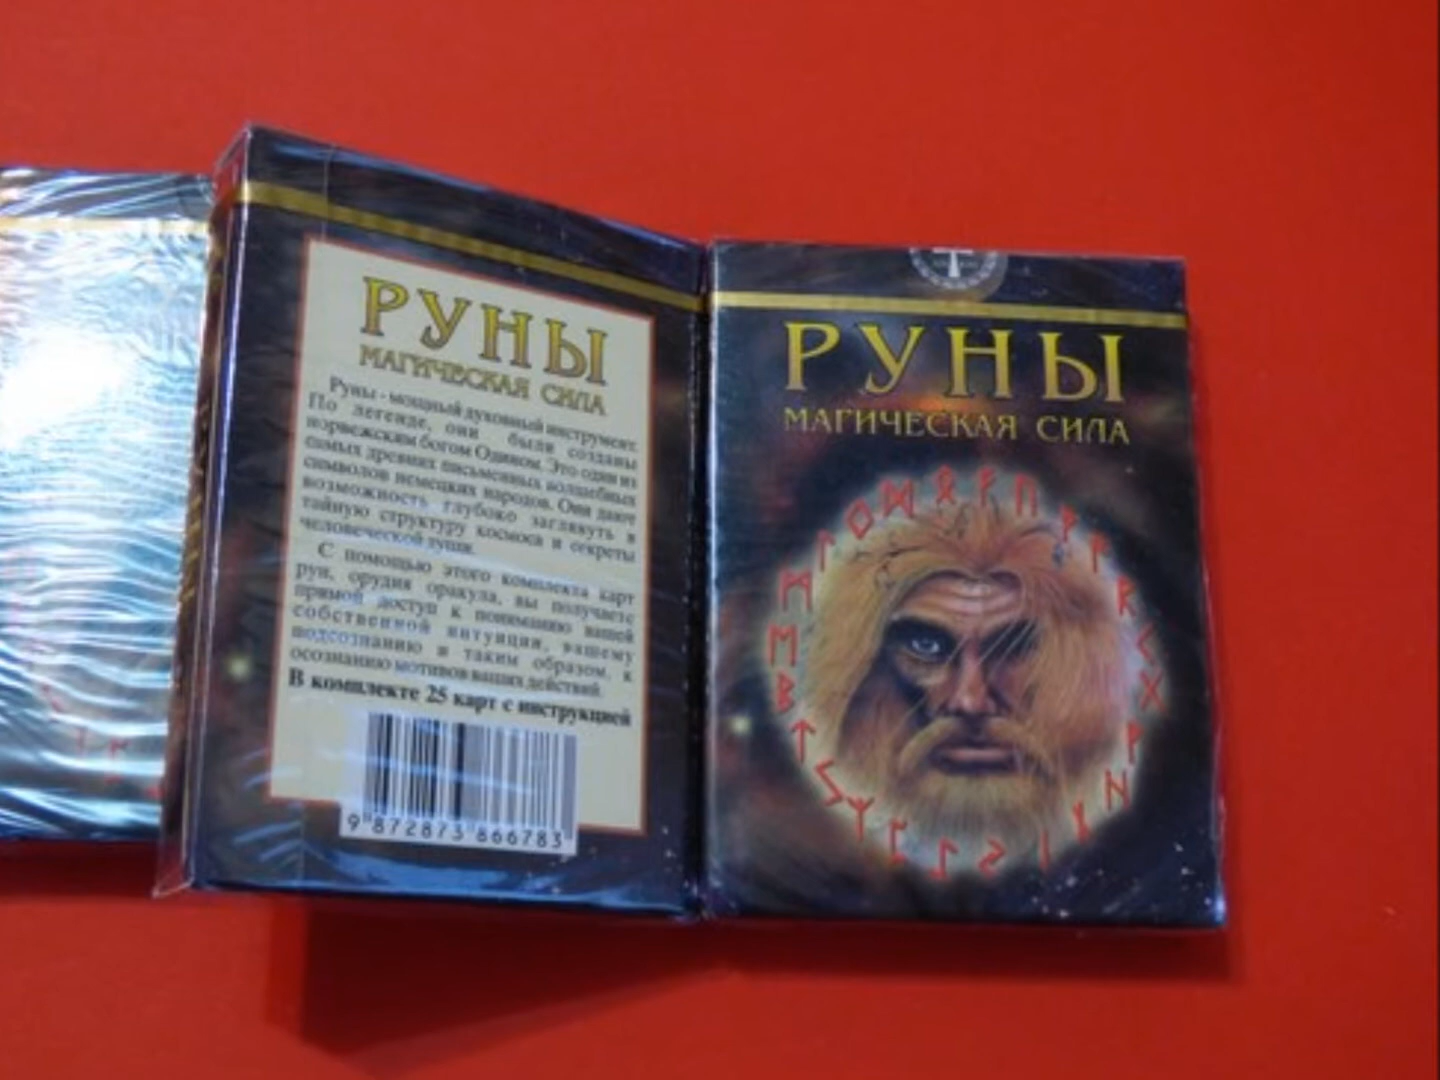 РУНЫ
МАГИЧЕСКАЯ СИЛА
Руны - мощный духовный инструмент.
По легенде, они были созданы
норвежским богом Одином. Это один из
самых древних письменных волшебных
символов немецких народов. Они дают
возможность глубоко заглянуть в
тайную структуру космоса и секреты
человеческой души.
С помощью этого комплекта карт
рун, орудия оракула, вы получаете
прямой доступ к пониманию вашей
собственной интуиции, вашему
подсознанию и таким образом, к
осознанию мотивов ваших действий.
В комплекте 25 карт с инструкцией
9 872873 866783
РУНЫ
МАГИЧЕСКАЯ СИЛА